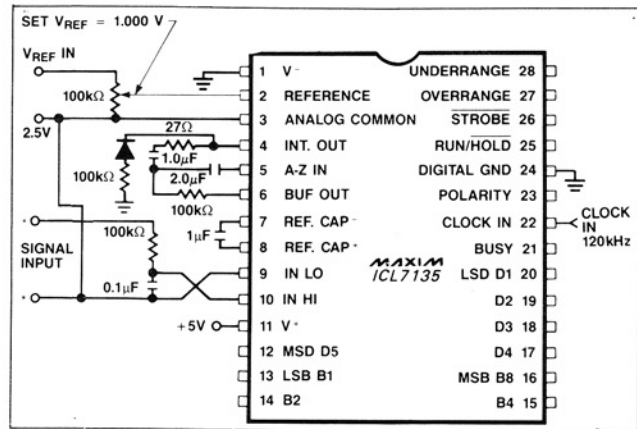 SET VREF = 1.000 V
VREF IN
100kΩ
2.5V
27Ω
1.0µF
2.0µF
100kΩ
100kΩ
100kΩ
1µF
SIGNAL INPUT
0.1µF
+5V
1 V-
2 REFERENCE
3 ANALOG COMMON
4 INT. OUT
5 A-Z IN
6 BUF OUT
7 REF. CAP-
8 REF. CAP+
9 IN LO
10 IN HI
11 V+
12 MSD D5
13 LSB B1
14 B2
MAXIM
ICL7135
UNDERRANGE 28
OVERRANGE 27
STROBE 26
RUN/HOLD 25
DIGITAL GND 24
POLARITY 23
CLOCK IN 22
BUSY 21
LSD D1 20
D2 19
D3 18
D4 17
MSB B8 16
B4 15
CLOCK
IN
120kHz